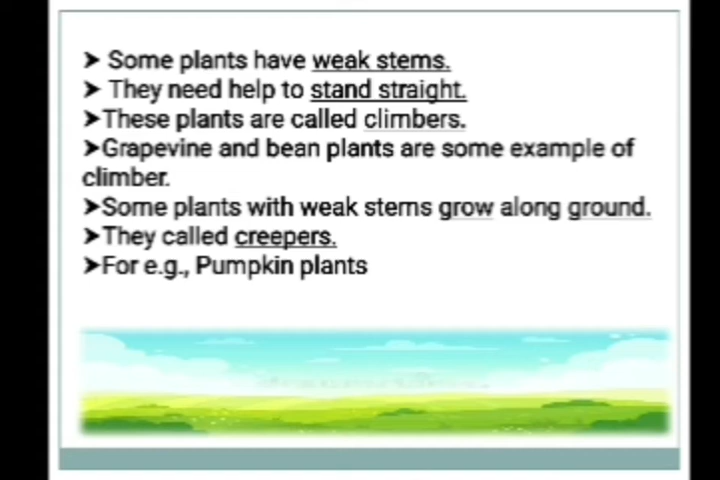 ➤ Some plants have weak stems.
➤ They need help to stand straight.
➤These plants are called climbers.
➤Grapevine and bean plants are some example of
climber.
➤Some plants with weak stems grow along ground.
➤They called creepers.
➤For e.g., Pumpkin plants